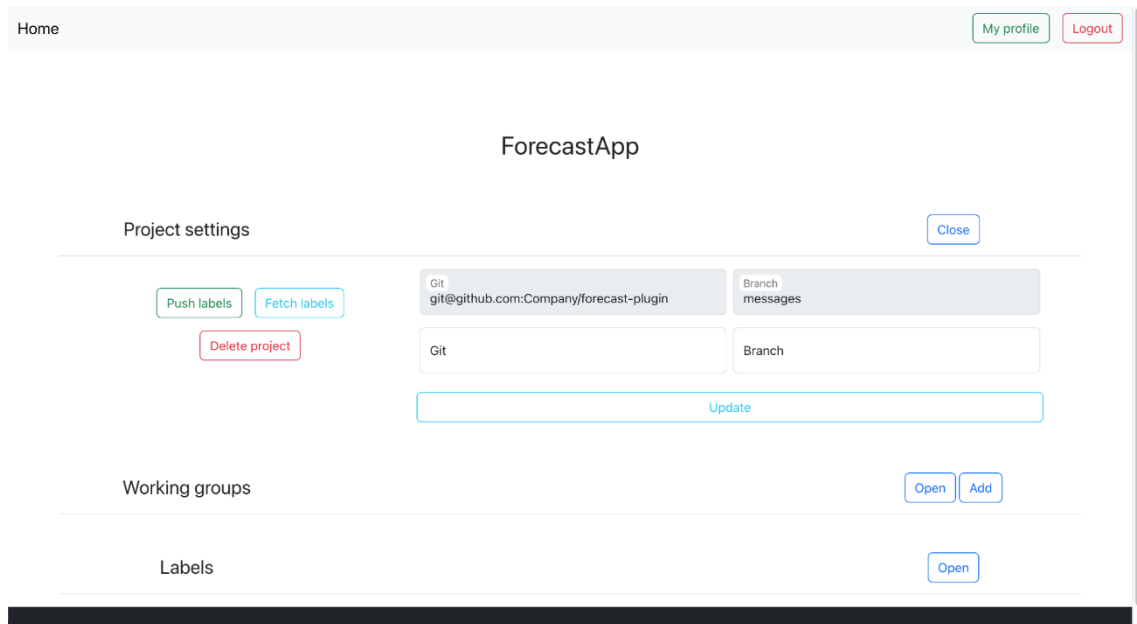 Home
My profile
Logout
ForecastApp
Project settings
Close
Push labels
Fetch labels
Delete project
Git
git@github.com:Company/forecast-plugin
Branch
messages
Git
Branch
Update
Working groups
Open
Add
Labels
Open